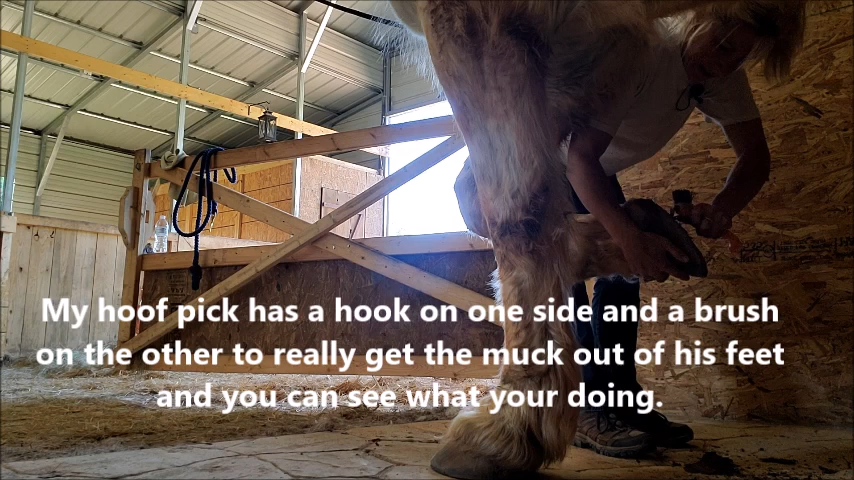 My hoof pick has a hook on one side and a brush
on the other to really get the muck out of his feet
and you can see what your doing.